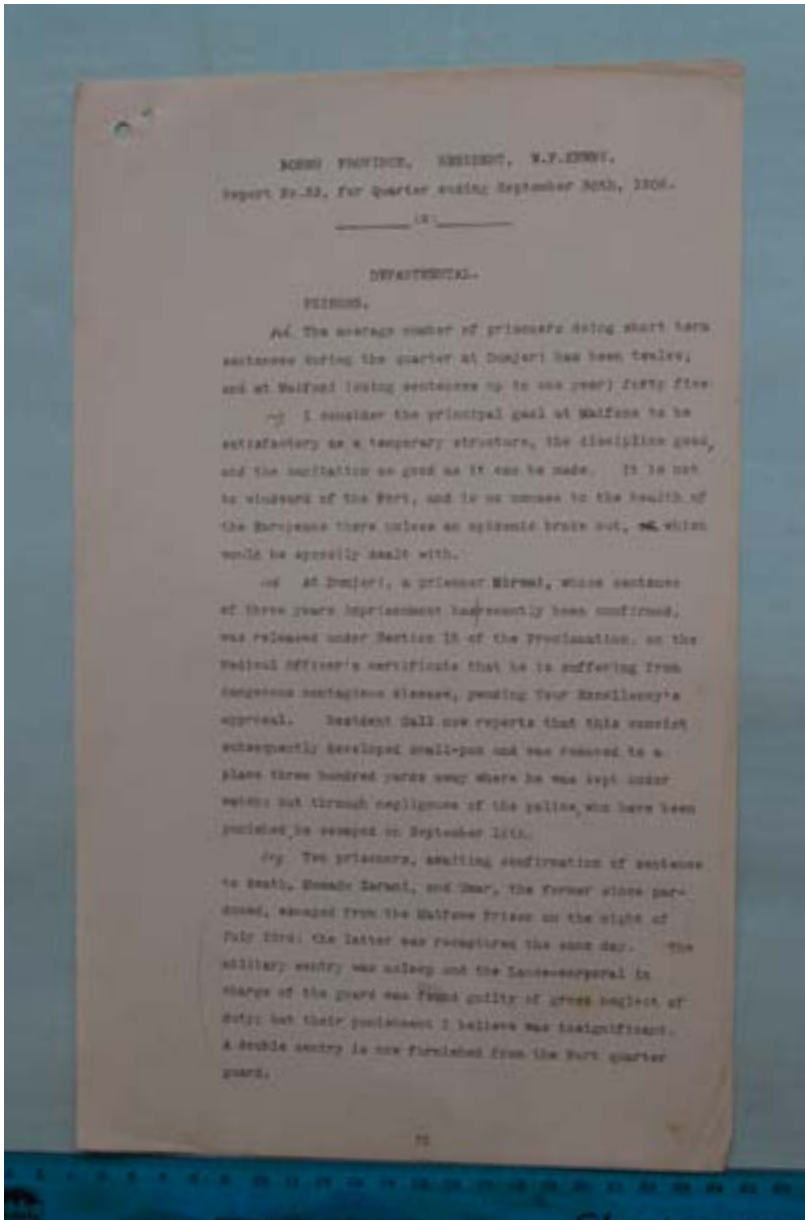 BORNU PROVINCE, RESIDENT, W.P.HEWBY.
Report No.32, for Quarter ending September 30th, 1906.
DEPARTMENTAL.
PRISONS.
The average number of prisoners doing short term
sentences during the quarter at Dumjeri has been twelve,
and at Maifoni (doing sentences up to one year) forty five
I consider the principal gaol at Maifone to be
satisfactory as a temporary structure, the discipline good,
and the sanitation as good as it can be made. It is not
to windward of the Fort, and is no menace to the health of
the Europeans there unless an epidemic broke out, which
would be specially dealt with.
At Dumjeri, a prisoner Mirmai, whose sentence
of three years imprisonment has recently been confirmed,
was released under Section 15 of the Proclamation, on the
Medical Officer's certificate that he is suffering from
dangerous contagious disease, pending Your Excellency's
approval. Resident Gall now reports that this convict
subsequently developed small-pox and was removed to a
place three hundred yards away where he was kept under
watch; but through negligence of the police, who have been
punished, he escaped on September 11th.
Two prisoners, awaiting confirmation of sentence
to death, Momadu Zarami, and Umar, the former since par-
doned, escaped from the Maifone Prison on the night of
July 23rd; the latter was recaptured the same day. The
military sentry was asleep and the Lance-corporal in
charge of the guard was found guilty of gross neglect of
duty; but their punishment I believe was insignificant.
A double sentry is now furnished from the Fort quarter
guard.